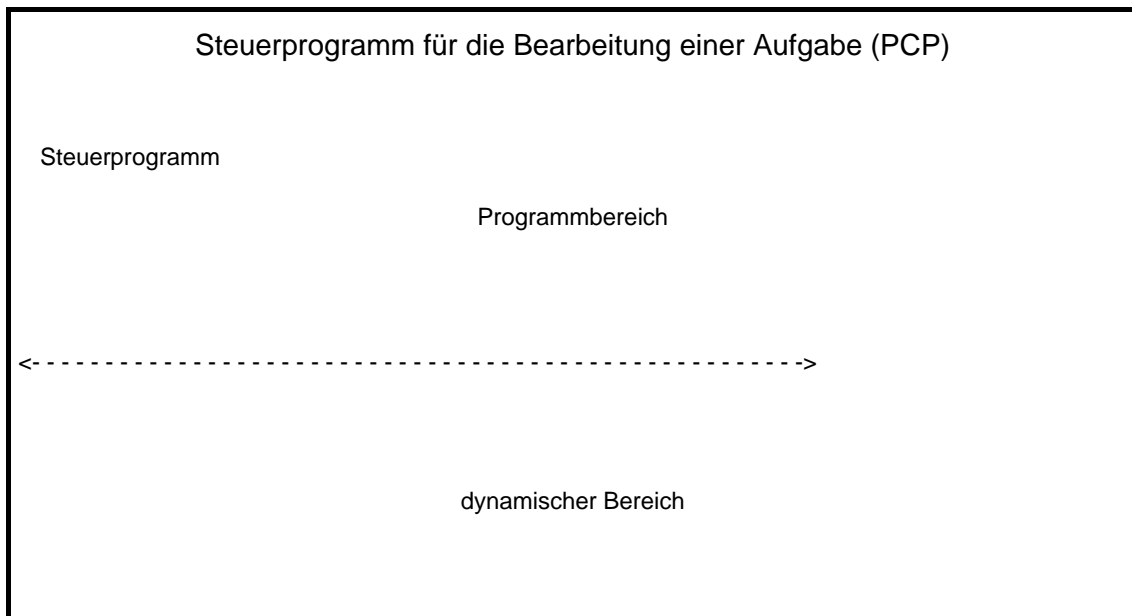 Steuerprogramm für die Bearbeitung einer Aufgabe (PCP)
Steuerprogramm
Programmbereich
<- - - - - - - - - - - - - - - - - - - - - - - - - - - - - - - - - - - - - - - - - - - - - - - - - - - - ->
dynamischer Bereich